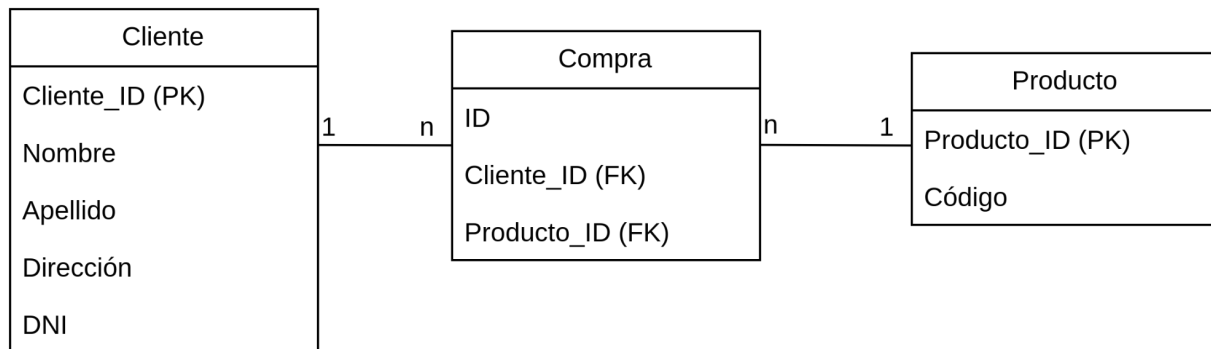 Cliente
Cliente_ID (PK)
Nombre
Apellido
Dirección
DNI
1
n
Compra
ID
Cliente_ID (FK)
Producto_ID (FK)
n
1
Producto
Producto_ID (PK)
Código